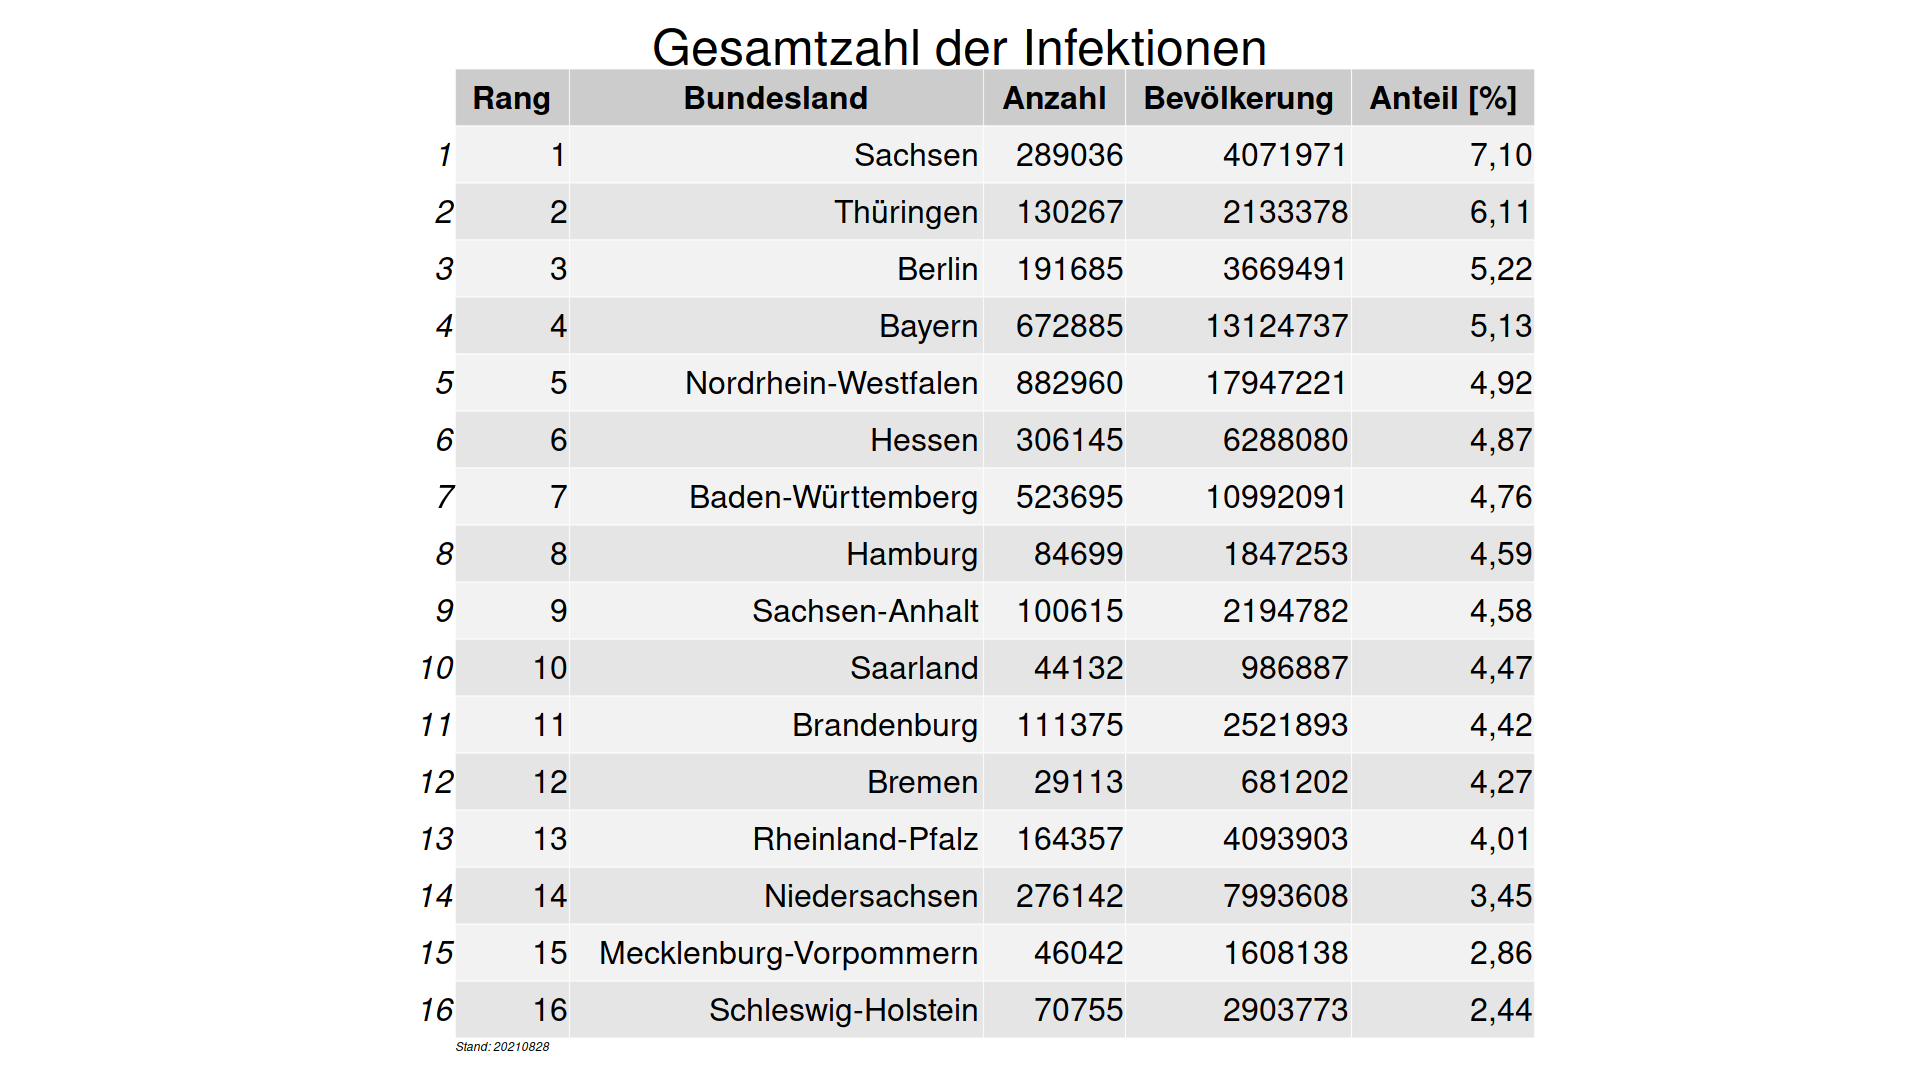 Gesamtzahl der Infektionen
Rang Bundesland Anzahl Bevölkerung Anteil [%]
1 1 Sachsen 289036 4071971 7,10
2 2 Thüringen 130267 2133378 6,11
3 3 Berlin 191685 3669491 5,22
4 4 Bayern 672885 13124737 5,13
5 5 Nordrhein-Westfalen 882960 17947221 4,92
6 6 Hessen 306145 6288080 4,87
7 7 Baden-Württemberg 523695 10992091 4,76
8 8 Hamburg 84699 1847253 4,59
9 9 Sachsen-Anhalt 100615 2194782 4,58
10 10 Saarland 44132 986887 4,47
11 11 Brandenburg 111375 2521893 4,42
12 12 Bremen 29113 681202 4,27
13 13 Rheinland-Pfalz 164357 4093903 4,01
14 14 Niedersachsen 276142 7993608 3,45
15 15 Mecklenburg-Vorpommern 46042 1608138 2,86
16 16 Schleswig-Holstein 70755 2903773 2,44
Stand: 20210828